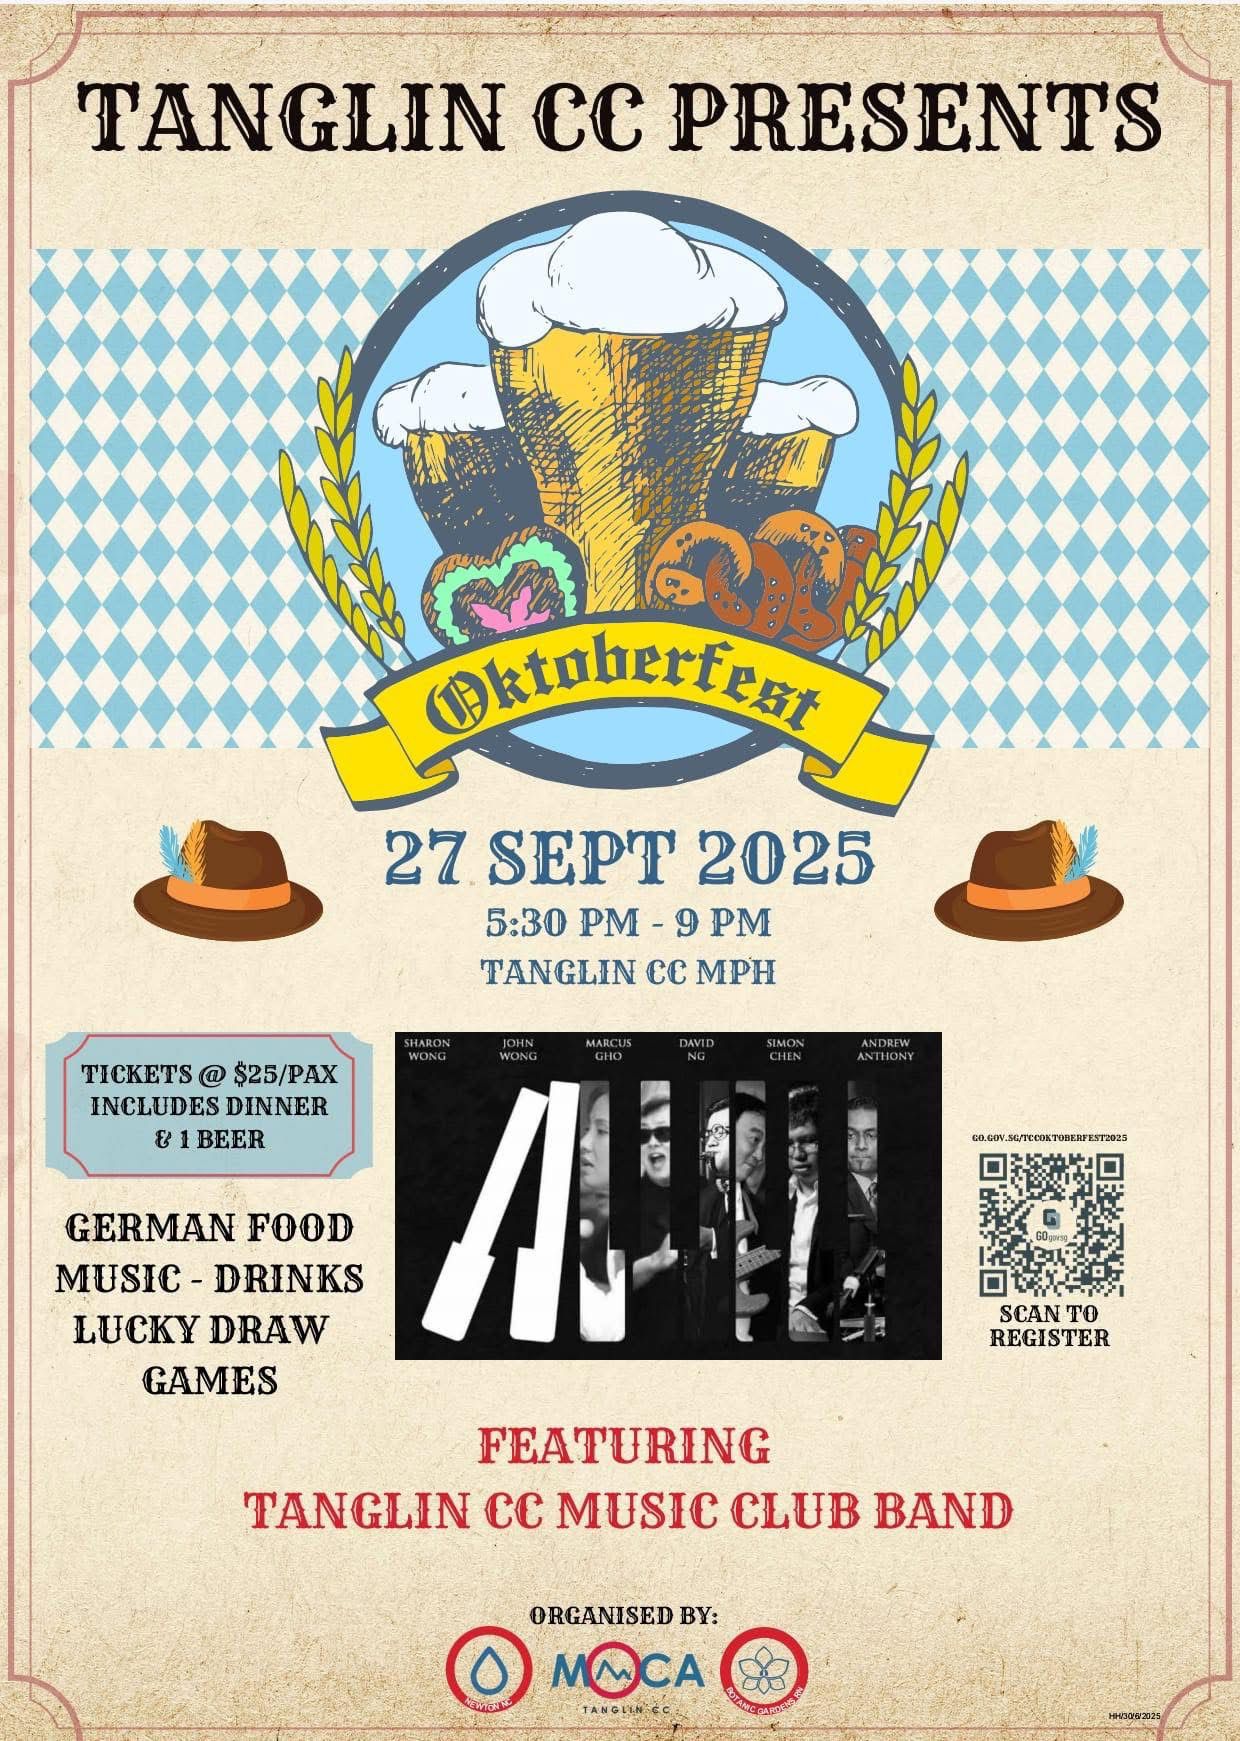 TANGLIN CC PRESENTS
Oktoberfest
27 SEPT 2025
5:30 PM - 9 PM
TANGLIN CC MPH
TICKETS @ $25/PAX
INCLUDES DINNER
& 1 BEER
GERMAN FOOD
MUSIC - DRINKS
LUCKY DRAW
GAMES
SHARON WONG
JOHN WONG
MARCUS GHO
DAVID NG
SIMON CHEN
ANDREW ANTHONY
GO.GOV.SG/TCCOKTOBERFEST2025
GOgovsg
SCAN TO
REGISTER
FEATURING
TANGLIN CC MUSIC CLUB BAND
ORGANISED BY:
NEWTON NC
MOCA
TANGLIN CC
BOTANIC GARDENS RN
HH/30/6/2025